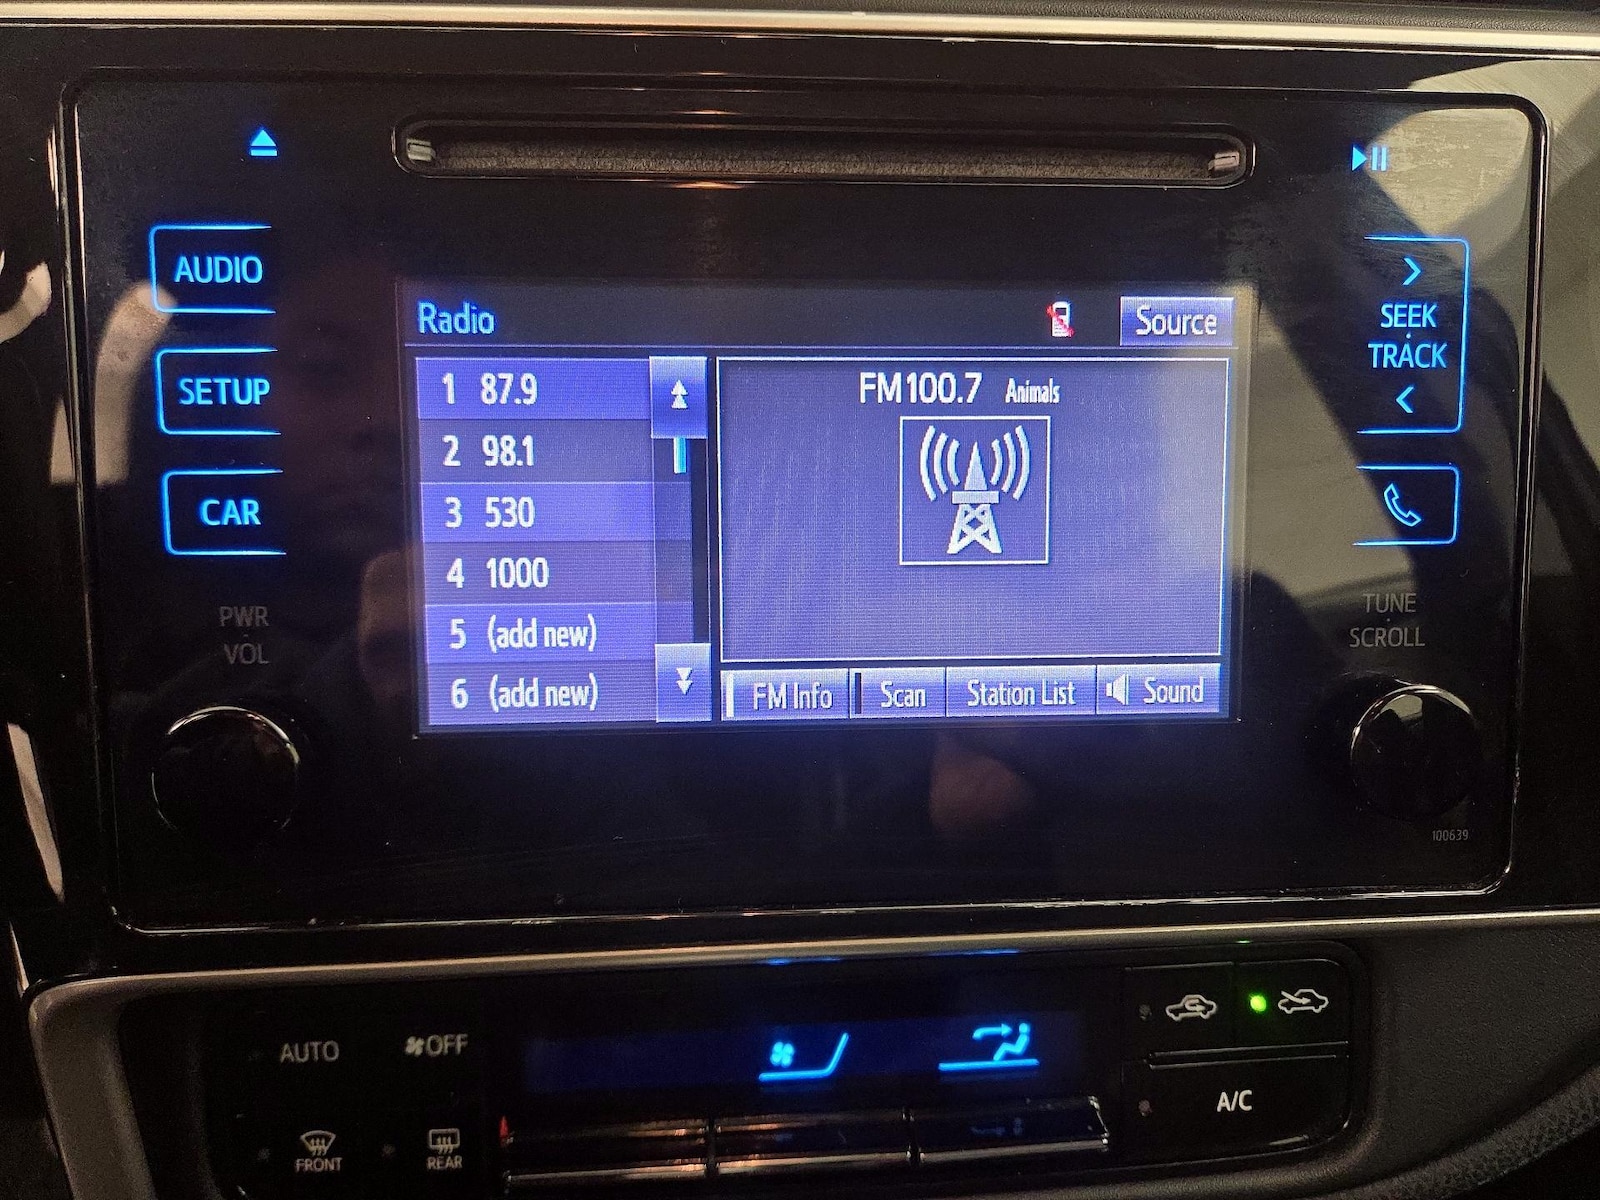 AUDIO
SETUP
CAR
PWR
VOL
Radio
Source
1 87.9
2 98.1
3 530
4 1000
5 (add new)
6 (add new)
FM100.7 Animals
FM Info
Scan
Station List
Sound
SEEK
TRACK
TUNE
SCROLL
100639
AUTO
OFF
FRONT
REAR
A/C